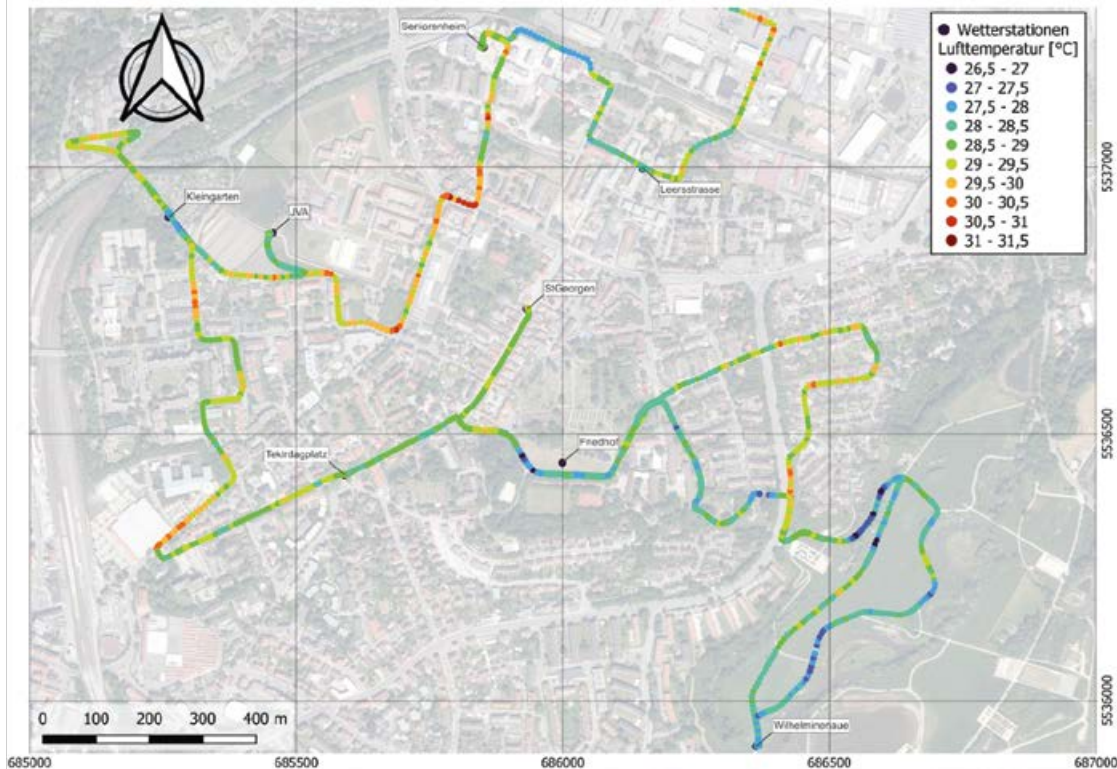 Wetterstationen
Lufttemperatur [°C]
26,5 - 27
27 - 27,5
27,5 - 28
28 - 28,5
28,5 - 29
29 - 29,5
29,5 -30
30 - 30,5
30,5 - 31
31 - 31,5
Seniorenheim
Leersstrasse
Kleingarten
JVA
StGeorgen
Friedhof
Tekirdagplatz
Wilhelminenaue
5537000
5536500
5536000
0 100 200 300 400 m
685000 685500 686000 686500 687000